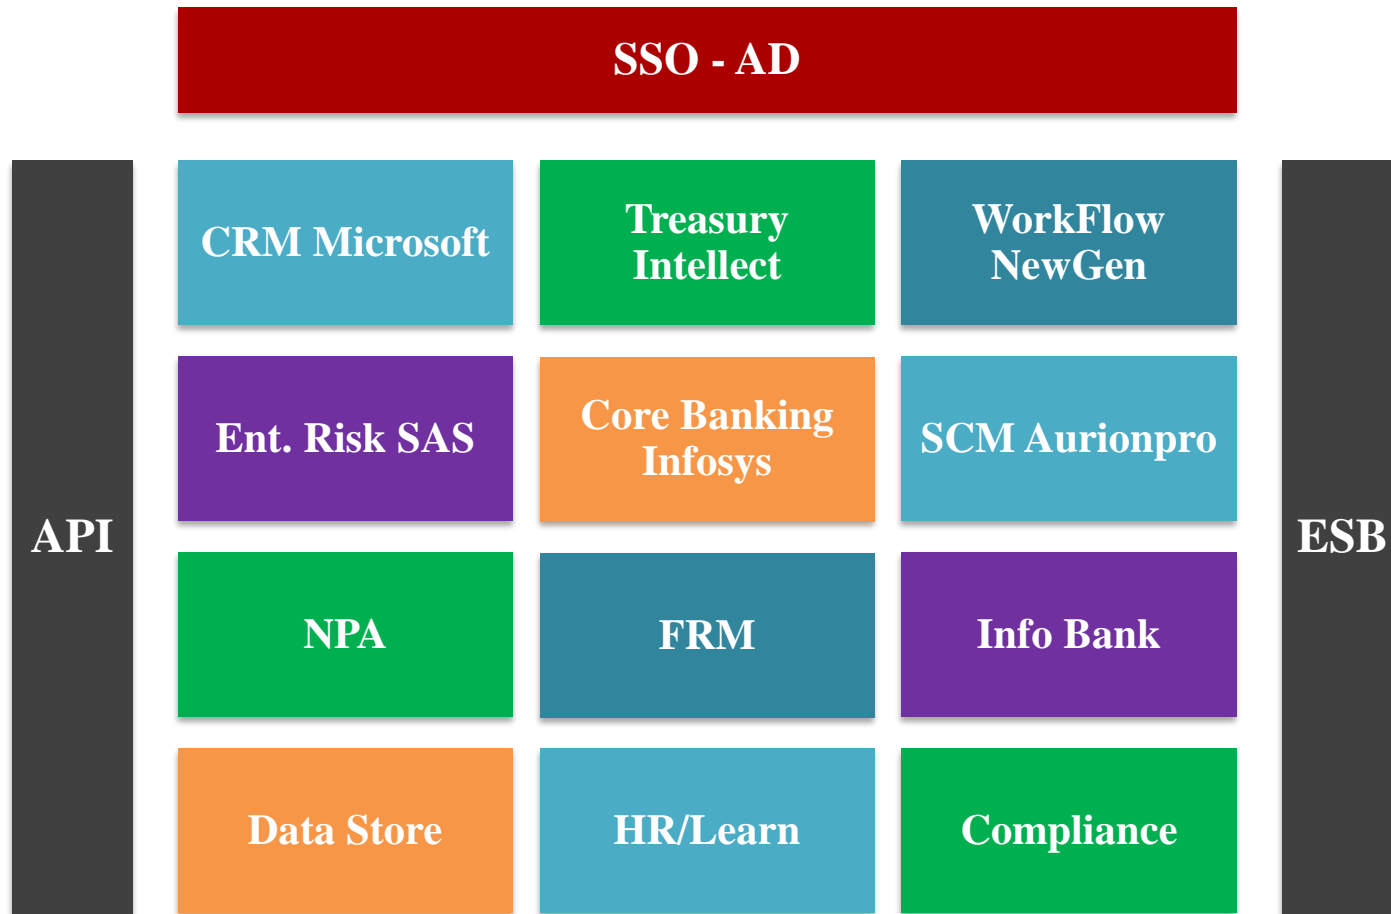 SSO - AD
API
CRM Microsoft
Treasury
Intellect
WorkFlow
NewGen
Ent. Risk SAS
Core Banking
Infosys
SCM Aurionpro
NPA
FRM
Info Bank
Data Store
HR/Learn
Compliance
ESB